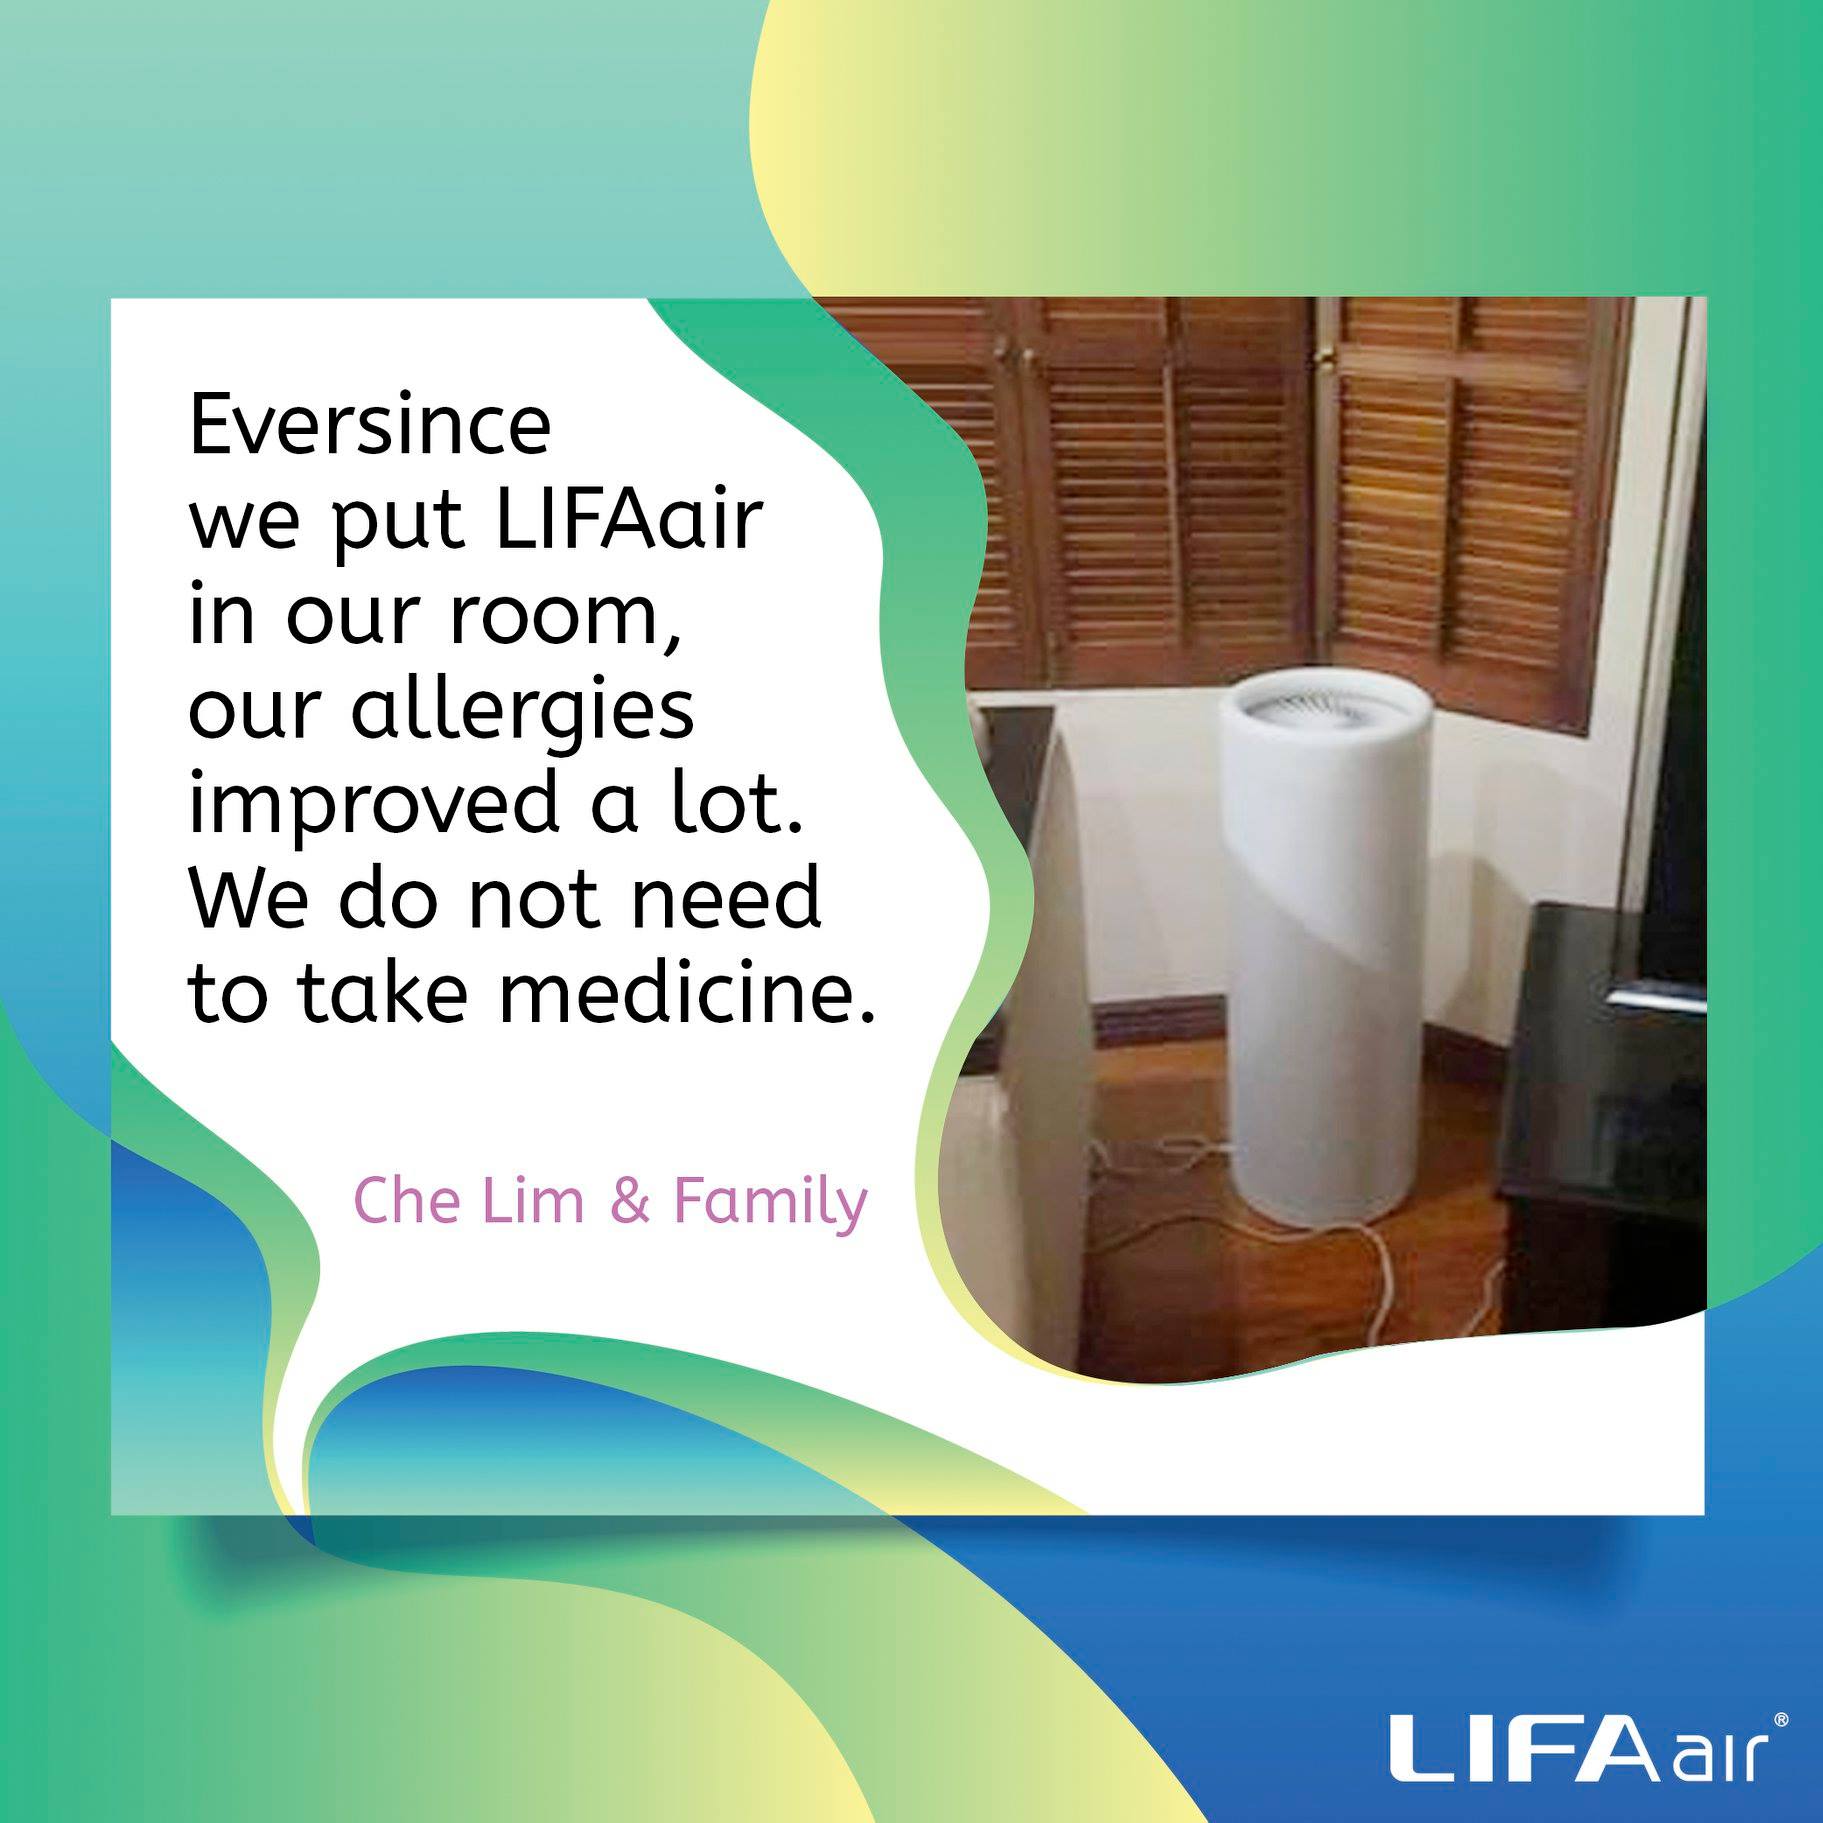 Eversince
we put LIFAair
in our room,
our allergies
improved a lot.
We do not need
to take medicine.
Che Lim & Family
LIFAair®